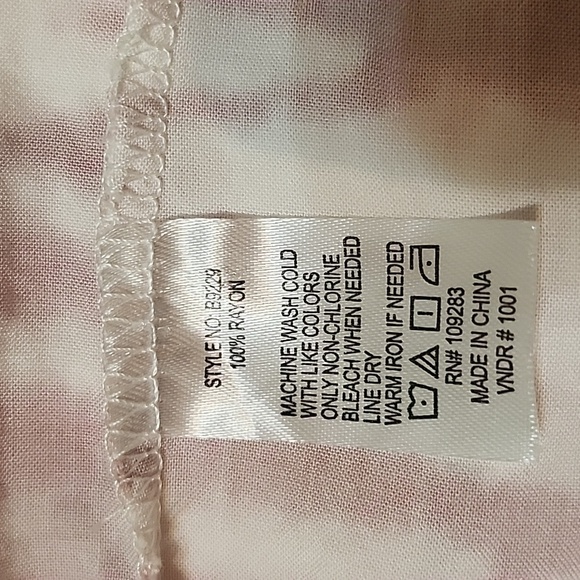 STYLE NO. B9229
100% RAYON
MACHINE WASH COLD
WITH LIKE COLORS
ONLY NON-CHLORINE
BLEACH WHEN NEEDED
LINE DRY
WARM IRON IF NEEDED
RN# 109283
MADE IN CHINA
VNDR # 1001